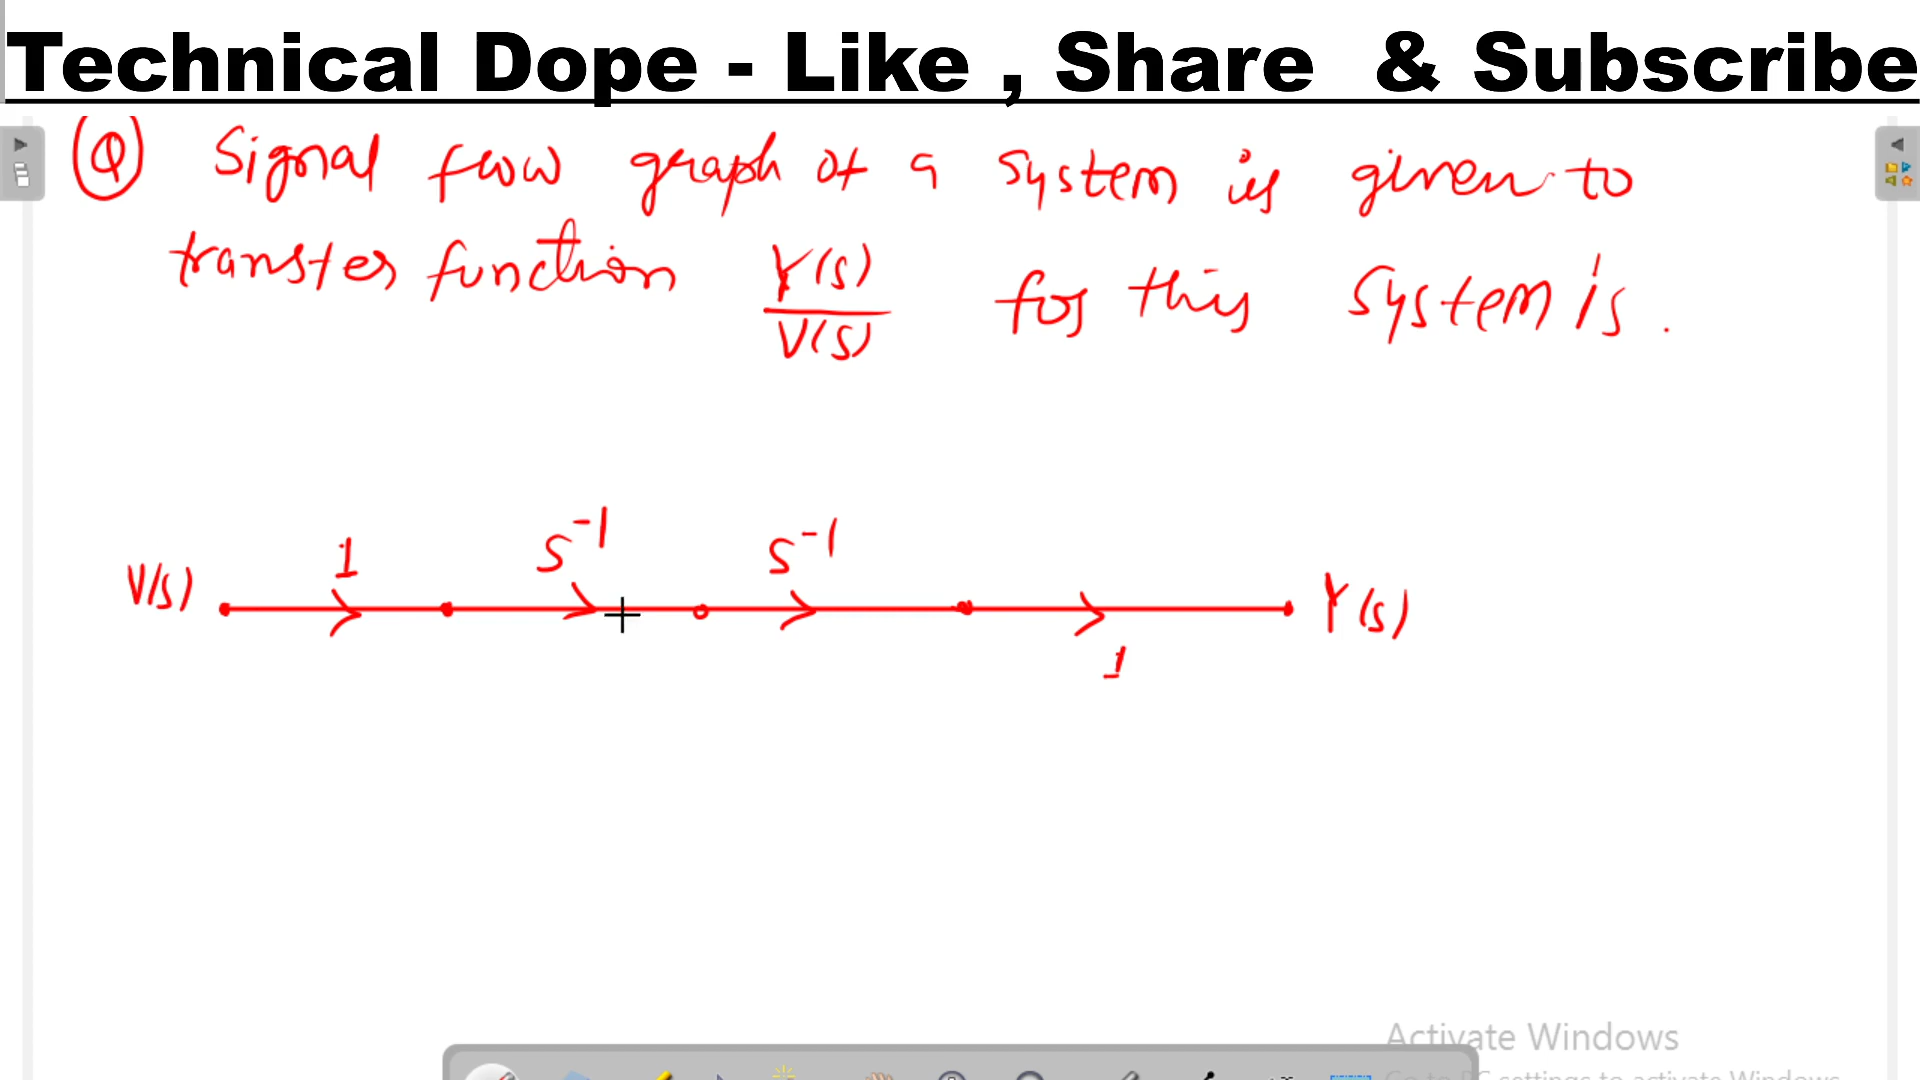 Technical Dope - Like , Share & Subscribe
Q Signal flow graph of a system is given to
transfer function Y(s)/V(s) for this system is.
1 S⁻¹ S⁻¹
V(s) Y(s)
1
Activate Windows